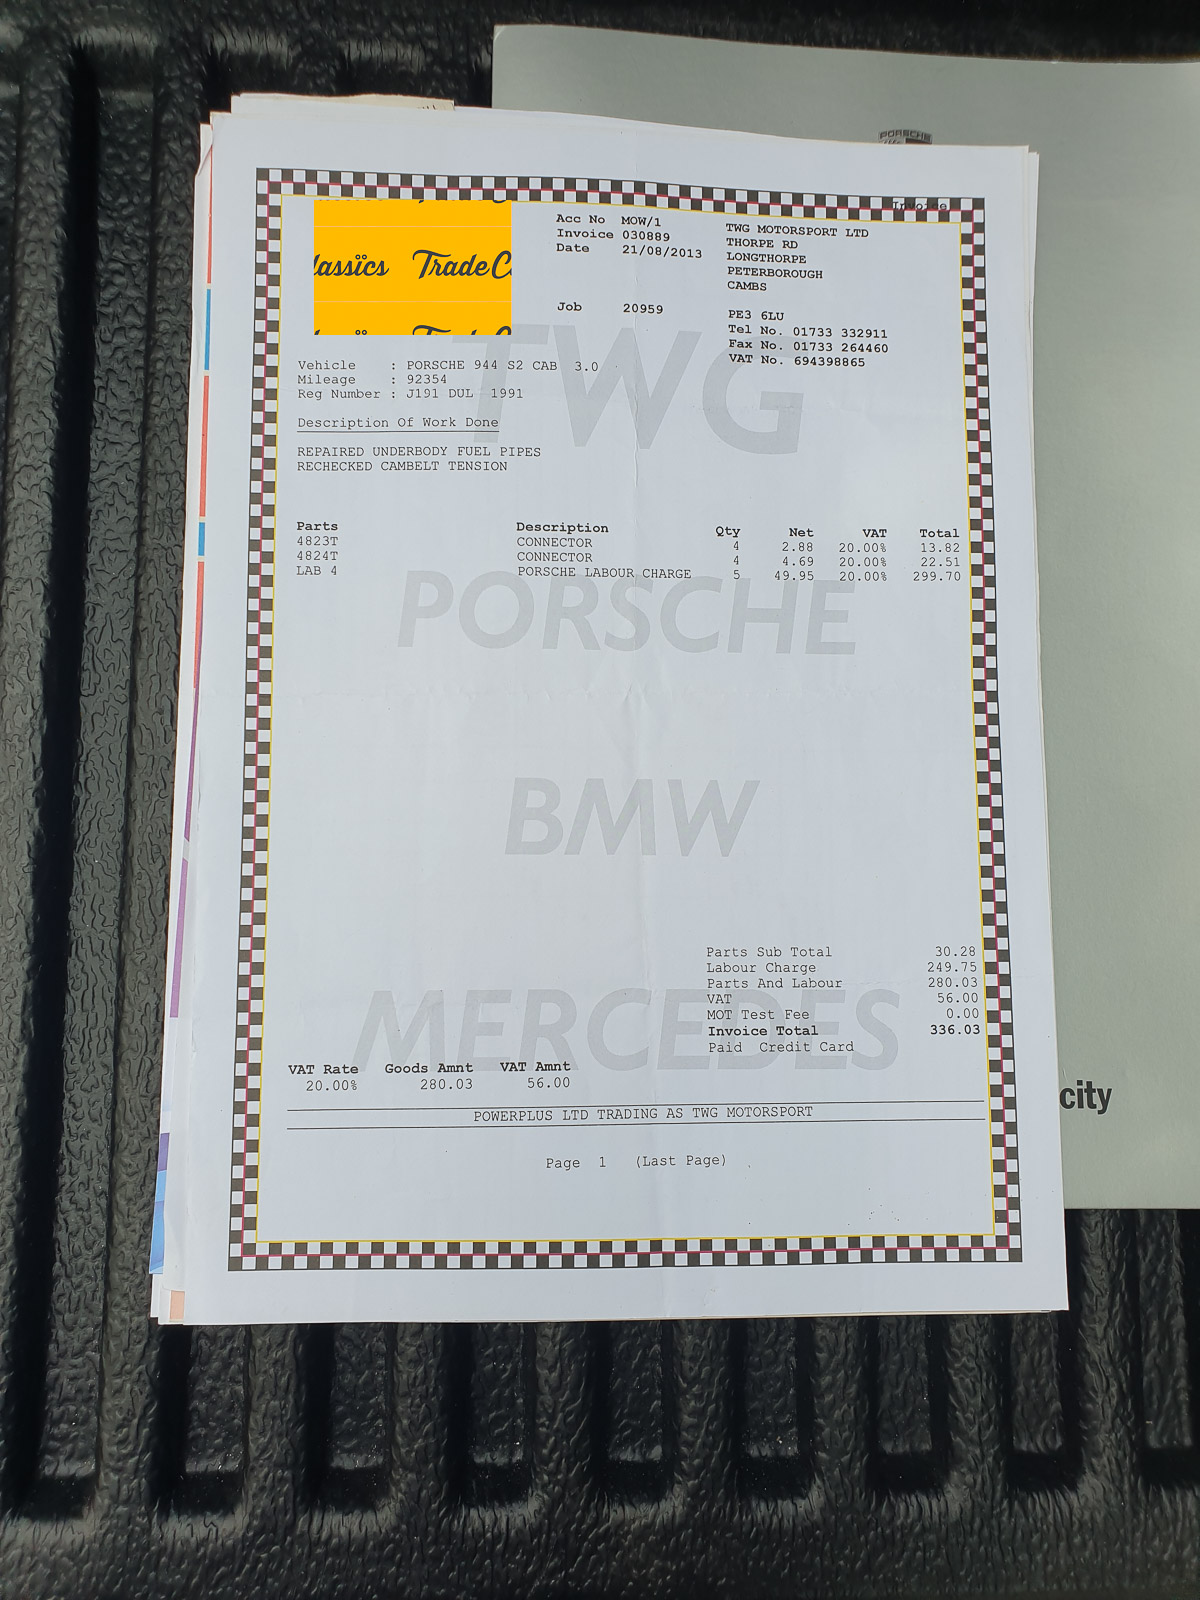 PORSCHE
Invoice
lassics TradeC
Acc No MOW/1
Invoice 030889
Date 21/08/2013
Job 20959
TWG MOTORSPORT LTD
THORPE RD
LONGTHORPE
PETERBOROUGH
CAMBS
PE3 6LU
Tel No. 01733 332911
Fax No. 01733 264460
VAT No. 694398865
Vehicle : PORSCHE 944 S2 CAB 3.0
Mileage : 92354
Reg Number : J191 DUL 1991
TWG
Description Of Work Done
REPAIRED UNDERBODY FUEL PIPES
RECHECKED CAMBELT TENSION
Parts Description Qty Net VAT Total
4823T CONNECTOR 4 2.88 20.00% 13.82
4824T CONNECTOR 4 4.69 20.00% 22.51
LAB 4 PORSCHE LABOUR CHARGE 5 49.95 20.00% 299.70
PORSCHE
BMW
MERCEDES
Parts Sub Total 30.28
Labour Charge 249.75
Parts And Labour 280.03
VAT 56.00
MOT Test Fee 0.00
Invoice Total 336.03
Paid Credit Card
VAT Rate Goods Amnt VAT Amnt
20.00% 280.03 56.00
POWERPLUS LTD TRADING AS TWG MOTORSPORT
Page 1 (Last Page)
city